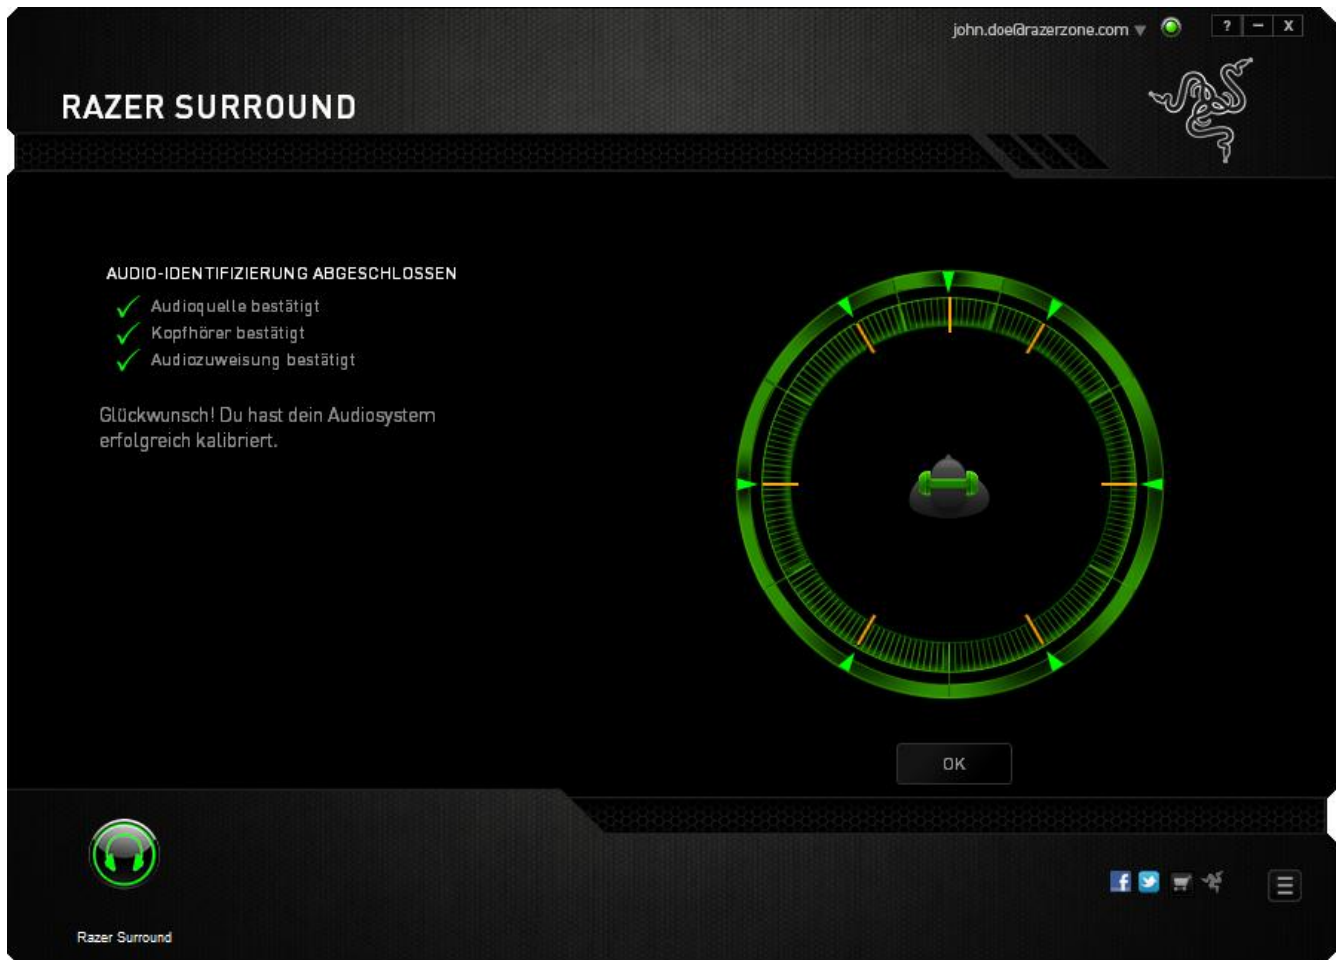 john.doe@razerzone.com
? – X
RAZER SURROUND
AUDIO-IDENTIFIZIERUNG ABGESCHLOSSEN
Audioquelle bestätigt
Kopfhörer bestätigt
Audiozuweisung bestätigt
Glückwunsch! Du hast dein Audiosystem
erfolgreich kalibriert.
OK
Razer Surround